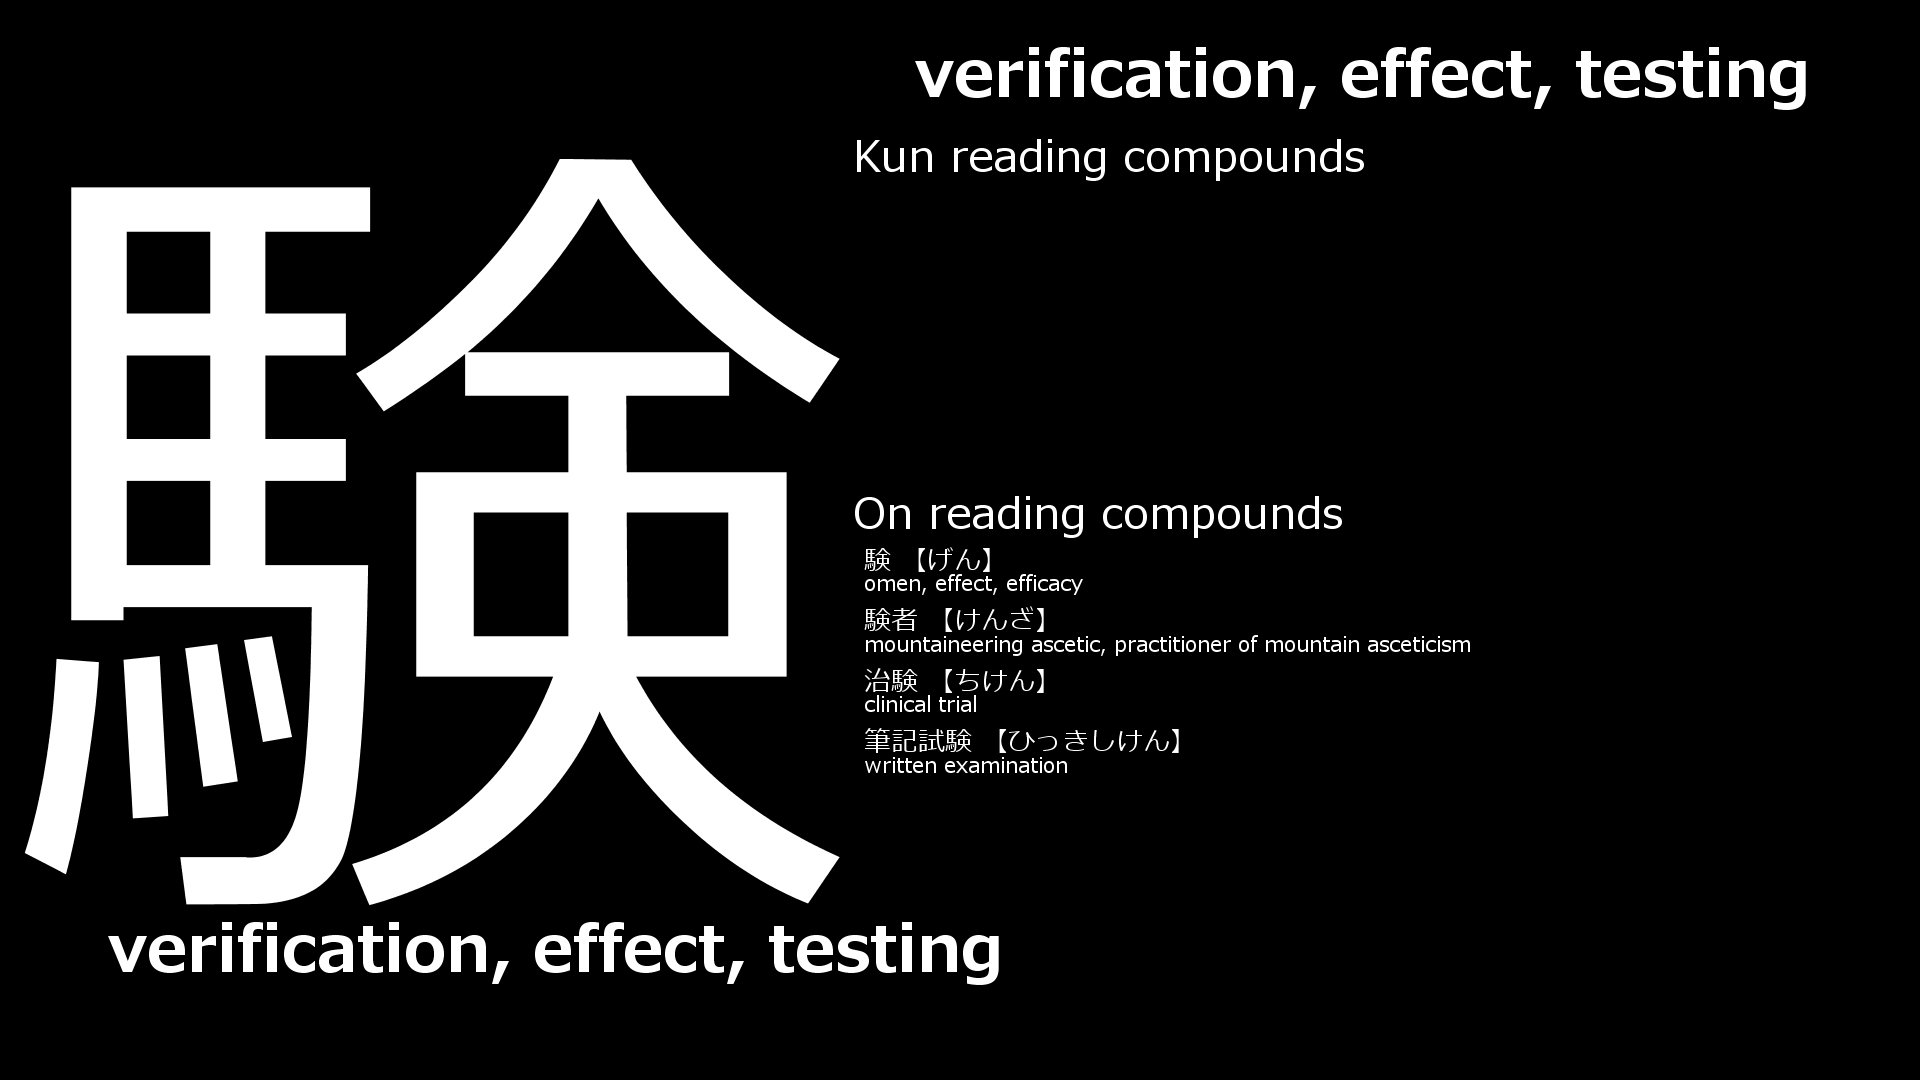 験
verification, effect, testing
verification, effect, testing
Kun reading compounds
On reading compounds
験 【げん】
omen, effect, efficacy
験者 【けんざ】
mountaineering ascetic, practitioner of mountain asceticism
治験 【ちけん】
clinical trial
筆記試験 【ひっきしけん】
written examination